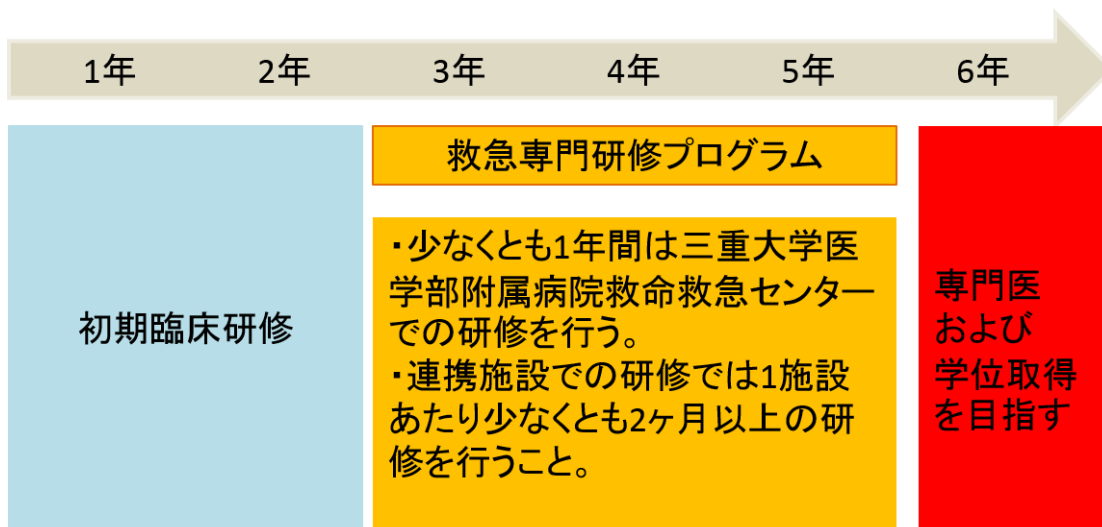 1年 2年 3年 4年 5年 6年
救急専門研修プログラム
初期臨床研修
・少なくとも1年間は三重大学医
学部附属病院救命救急センター
での研修を行う。
・連携施設での研修では1施設
あたり少なくとも2ヶ月以上の研
修を行うこと。
専門医
および
学位取得
を目指す